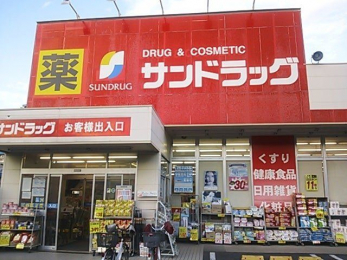 薬
SUNDRUG
DRUG & COSMETIC
サンドラッグ
サンドラッグ お客様出入口
くすり
健康食品
日用雑貨
化粧品